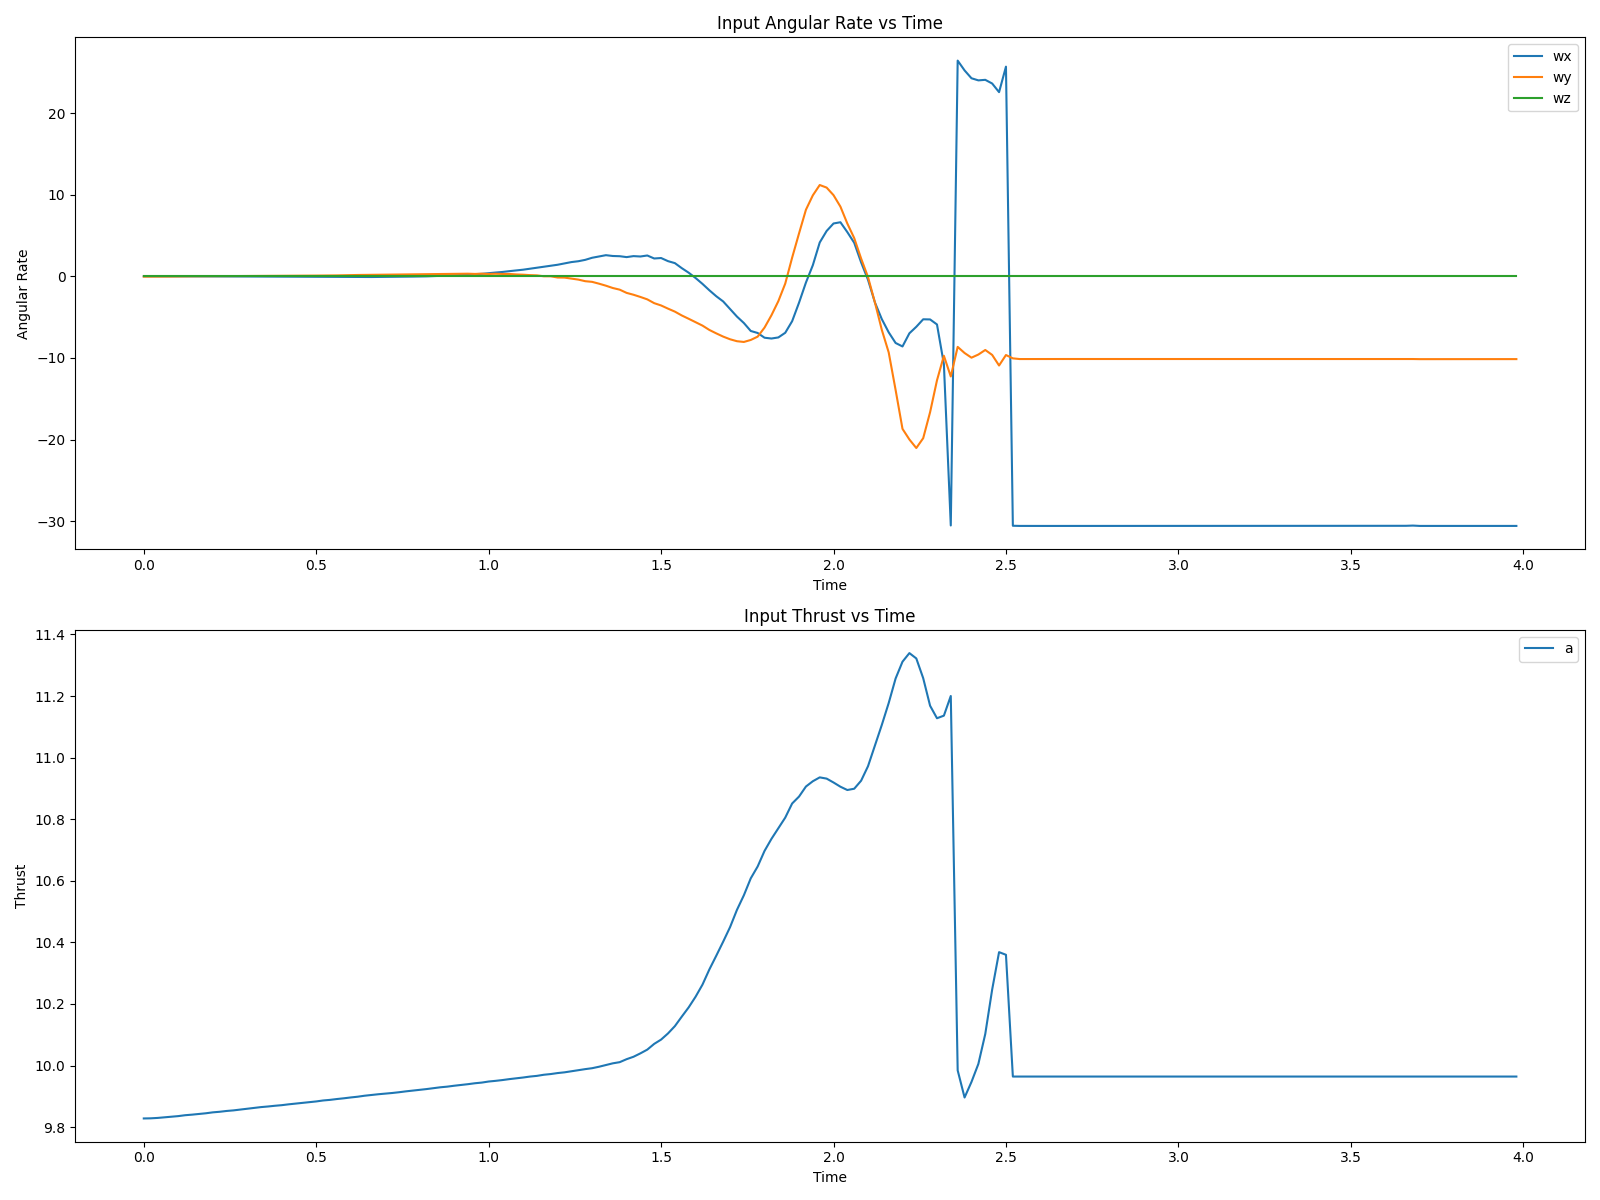 Input Angular Rate vs Time
Angular Rate
20
10
0
−10
−20
−30
wx
wy
wz
0.0 0.5 1.0 1.5 2.0 2.5 3.0 3.5 4.0
Time
Input Thrust vs Time
Thrust
11.4
11.2
11.0
10.8
10.6
10.4
10.2
10.0
9.8
a
0.0 0.5 1.0 1.5 2.0 2.5 3.0 3.5 4.0
Time